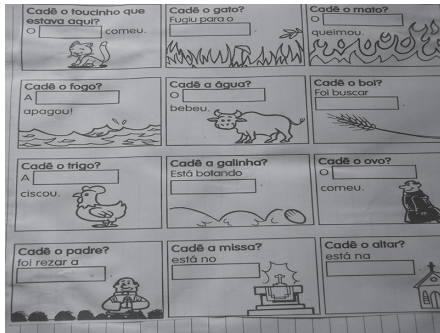 Cadê o toucinho que
estava aqui?
O comeu.
Cadê o gato?
Fugiu para o
Cadê o mato?
O
queimou.
Cadê o fogo?
A
apagou!
Cadê a água?
O
bebeu.
Cadê o boi?
Foi buscar
Cadê o trigo?
A
ciscou.
Cadê a galinha?
Está botando
Cadê o ovo?
O
comeu.
Cadê o padre?
foi rezar a
Cadê a missa?
está no
Cadê o altar?
está na